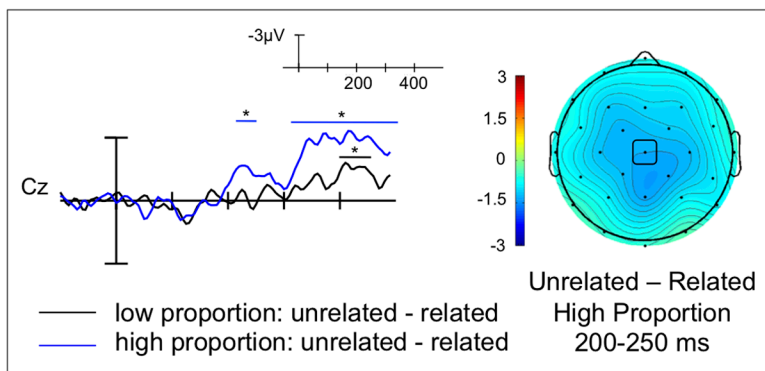 -3μV
200 400
*
*
*
Cz
low proportion: unrelated - related
high proportion: unrelated - related
3
1.5
0
-1.5
-3
Unrelated – Related
High Proportion
200-250 ms